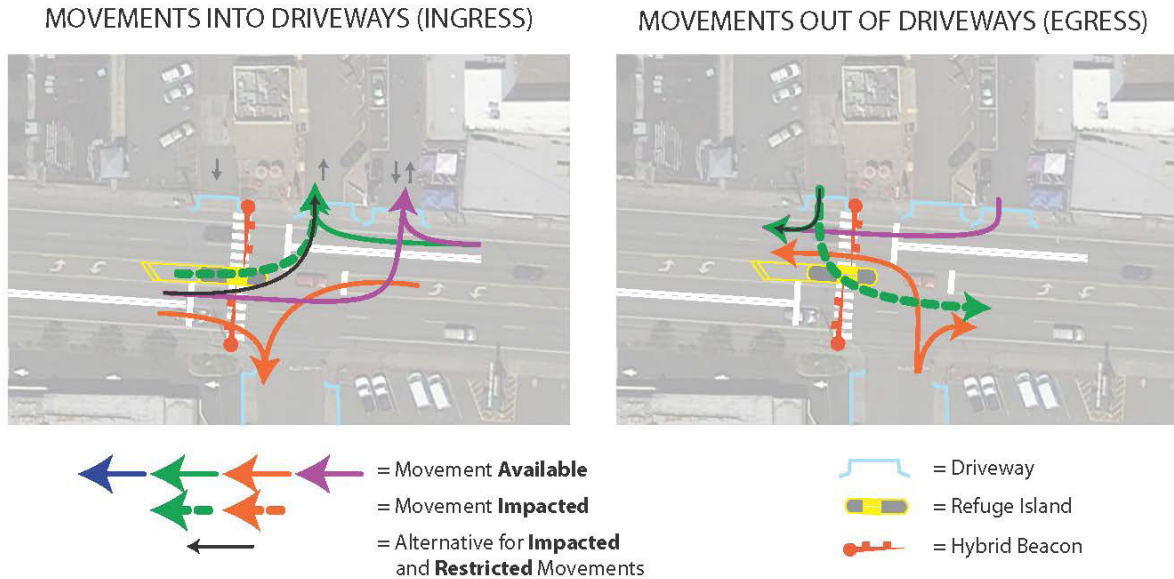 MOVEMENTS INTO DRIVEWAYS (INGRESS)
MOVEMENTS OUT OF DRIVEWAYS (EGRESS)
= Movement Available
= Movement Impacted
= Alternative for Impacted
and Restricted Movements
= Driveway
= Refuge Island
= Hybrid Beacon